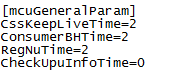 [mcuGeneralParam]
CssKeepLiveTime=2
ConsumerBHTime=2
RegNuTime=2
CheckUpuInfoTime=0